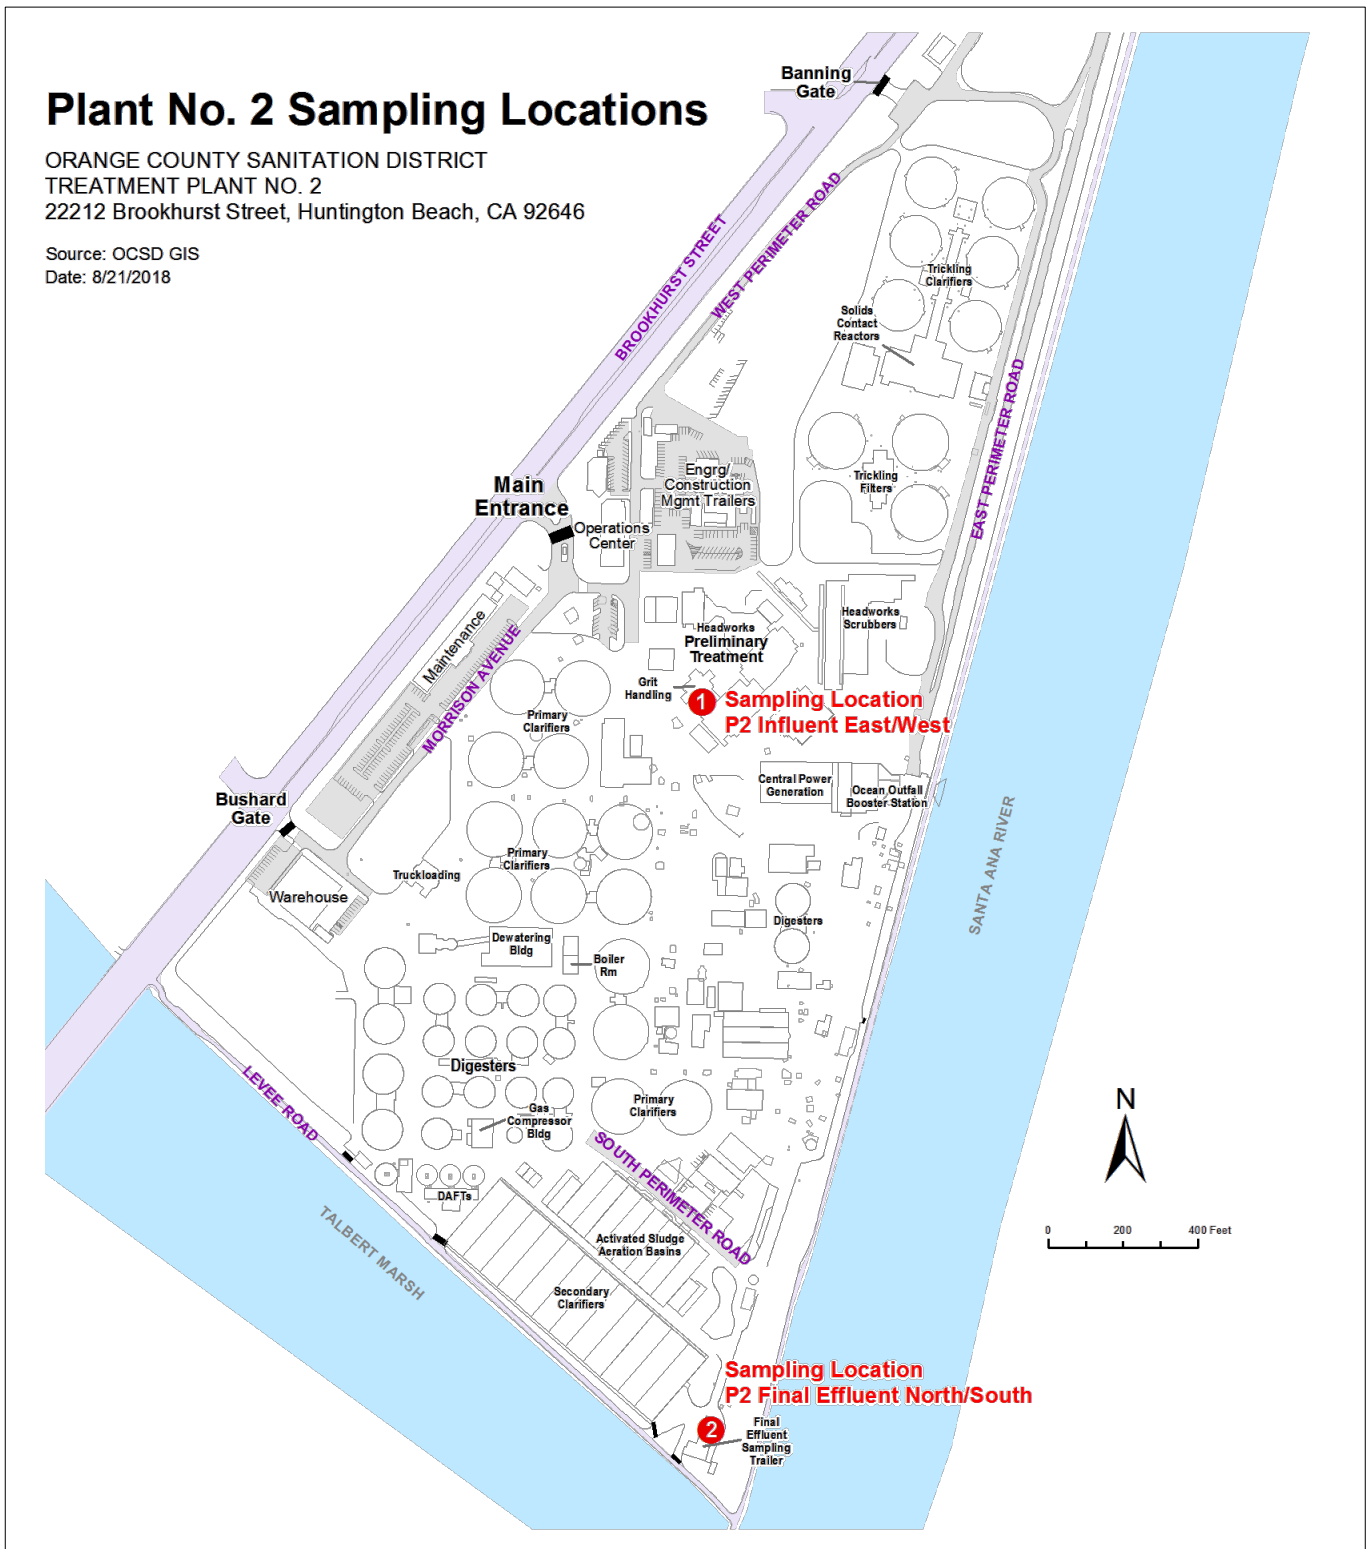 Plant No. 2 Sampling Locations
ORANGE COUNTY SANITATION DISTRICT
TREATMENT PLANT NO. 2
22212 Brookhurst Street, Huntington Beach, CA 92646
Source: OCSD GIS
Date: 8/21/2018
Banning
Gate
BROOKHURST STREET
WEST PERIMETER ROAD
Trickling
Clarifiers
Solids
Contact
Reactors
EAST PERIMETER ROAD
Trickling
Filters
Engrg/
Construction
Mgmt Trailers
Main
Entrance
Operations
Center
Maintenance
MORRISON AVENUE
Headworks
Preliminary
Treatment
Headworks
Scrubbers
Grit
Handling
1
Sampling Location
P2 Influent East/West
Primary
Clarifiers
Central Power
Generation
Ocean Outfall
Booster Station
Bushard
Gate
SANTA ANA RIVER
Primary
Clarifiers
Truckloading
Warehouse
Digesters
Dewatering
Bldg
Boiler
Rm
Digesters
LEVEE ROAD
Gas
Compressor
Bldg
Primary
Clarifiers
N
SOUTH PERIMETER ROAD
DAFTs
TALBERT MARSH
Activated Sludge
Aeration Basins
0 200 400 Feet
Secondary
Clarifiers
Sampling Location
P2 Final Effluent North/South
2
Final
Effluent
Sampling
Trailer